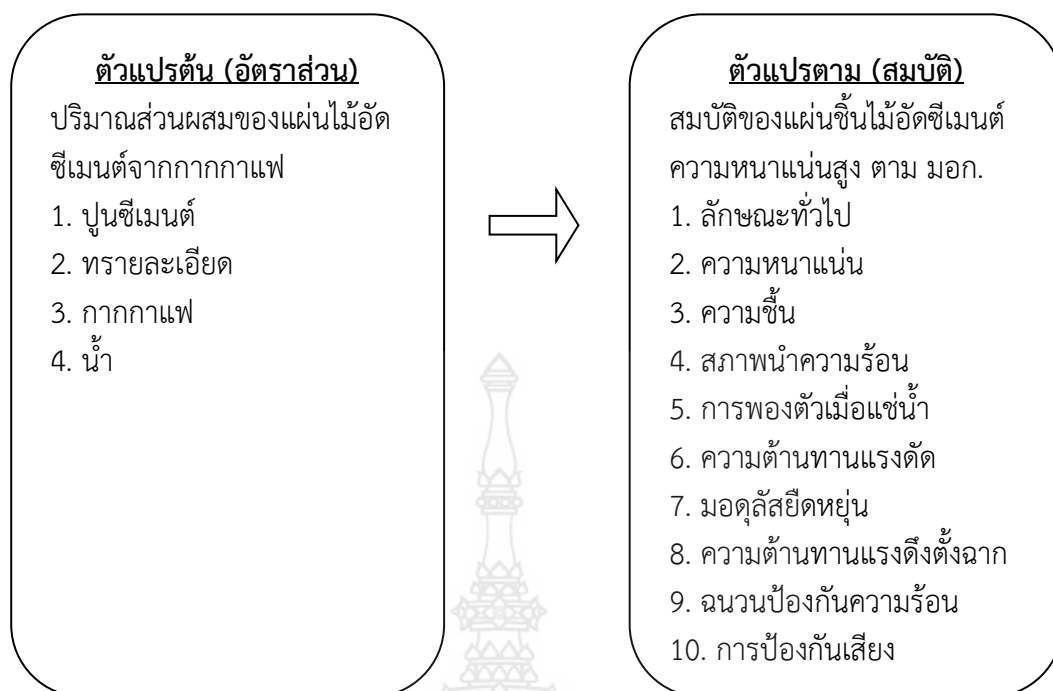 ตัวแปรต้น (อัตราส่วน)
ปริมาณส่วนผสมของแผ่นไม้อัด
ซีเมนต์จากกากกาแฟ
1. ปูนซีเมนต์
2. ทรายละเอียด
3. กากกาแฟ
4. น้ำ
ตัวแปรตาม (สมบัติ)
สมบัติของแผ่นชิ้นไม้อัดซีเมนต์
ความหนาแน่นสูง ตาม มอก.
1. ลักษณะทั่วไป
2. ความหนาแน่น
3. ความชื้น
4. สภาพนำความร้อน
5. การพองตัวเมื่อแช่น้ำ
6. ความต้านทานแรงดัด
7. มอดุลัสยืดหยุ่น
8. ความต้านทานแรงดึงตั้งฉาก
9. ฉนวนป้องกันความร้อน
10. การป้องกันเสียง